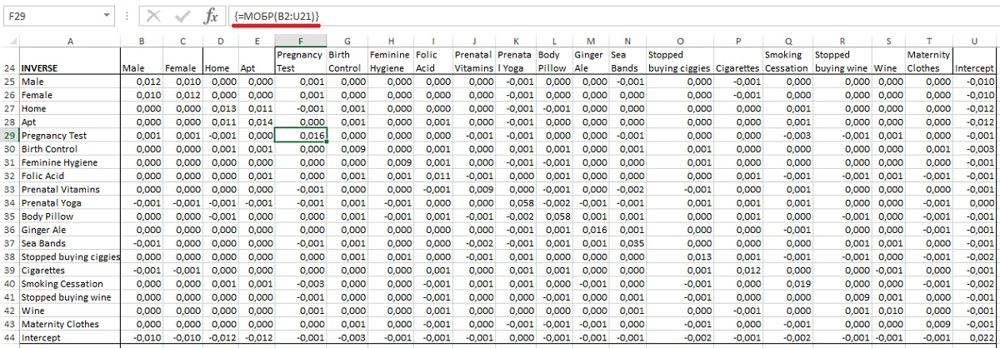 F29 fx {=МОБР(B2:U21)}
A B C D E F G H I J K L M N O P Q R S T U
Pregnancy Birth Feminine Folic Prenatal Prenata Body Ginger Sea Stopped Smoking Stopped Maternity
24 INVERSE Male Female Home Apt Test Control Hygiene Acid Vitamins l Yoga Pillow Ale Bands buying ciggies Cigarettes Cessation buying wine Wine Clothes Intercept
25 Male 0,012 0,010 0,000 0,000 0,001 0,000 0,000 0,000 0,000 -0,001 0,000 0,000 -0,001 0,000 -0,001 0,000 0,000 0,000 0,000 -0,010
26 Female 0,010 0,012 0,000 0,000 0,001 0,000 0,000 0,000 0,000 -0,001 0,000 0,000 0,000 0,000 -0,001 0,000 0,000 0,000 0,000 -0,010
27 Home 0,000 0,000 0,013 0,011 -0,001 0,001 0,000 0,000 0,000 -0,001 -0,001 0,000 0,000 0,000 0,000 0,001 0,000 0,000 0,000 -0,012
28 Apt 0,000 0,000 0,011 0,014 0,000 0,001 0,000 0,001 0,000 -0,001 0,000 0,000 0,000 0,000 0,000 0,001 0,000 0,000 0,000 -0,012
29 Pregnancy Test 0,001 0,001 -0,001 0,000 0,016 0,000 0,000 0,000 -0,001 -0,001 0,000 0,000 -0,001 0,000 0,000 -0,003 -0,001 0,001 0,000 -0,001
30 Birth Control 0,000 0,000 0,001 0,001 0,000 0,009 0,000 0,001 0,000 0,001 0,001 0,000 0,000 0,001 0,000 0,000 0,000 0,000 0,001 -0,003
31 Feminine Hygiene 0,000 0,000 0,000 0,000 0,000 0,000 0,009 0,001 0,000 -0,001 -0,001 0,000 0,000 0,001 0,000 0,000 0,000 0,000 0,000 -0,001
32 Folic Acid 0,000 0,000 0,000 0,001 0,000 0,001 0,001 0,011 -0,001 0,000 0,001 0,000 0,001 0,000 0,001 -0,001 -0,001 0,001 -0,001 -0,001
33 Prenatal Vitamins 0,000 0,000 0,000 0,000 -0,001 0,000 0,000 -0,001 0,009 0,000 -0,001 0,000 -0,002 -0,001 0,001 0,001 0,000 0,000 0,000 -0,001
34 Prenatal Yoga -0,001 -0,001 -0,001 -0,001 -0,001 0,001 -0,001 0,000 0,000 0,058 -0,002 -0,001 -0,001 0,000 0,000 0,001 0,000 -0,001 -0,001 0,000
35 Body Pillow 0,000 0,000 -0,001 0,000 0,000 0,001 -0,001 0,001 -0,001 -0,002 0,058 0,001 0,001 0,000 0,000 0,000 -0,001 0,000 -0,001 -0,001
36 Ginger Ale 0,000 0,000 0,000 0,000 0,000 0,000 0,000 0,000 0,000 -0,001 0,001 0,016 0,001 0,000 0,000 -0,001 0,000 0,000 -0,001 -0,001
37 Sea Bands -0,001 0,000 0,000 0,000 -0,001 0,000 0,000 0,001 -0,002 -0,001 0,001 0,001 0,035 0,000 0,000 0,000 0,001 0,001 0,000 -0,001
38 Stopped buying ciggies 0,000 0,000 0,000 0,000 0,000 0,001 0,001 0,000 -0,001 0,000 0,000 0,000 0,000 0,013 0,001 -0,001 -0,001 0,000 -0,001 -0,002
39 Cigarettes -0,001 -0,001 0,000 0,000 0,000 0,000 0,000 0,001 0,001 0,000 0,000 0,000 0,000 0,001 0,012 0,000 0,000 -0,001 0,000 -0,001
40 Smoking Cessation 0,000 0,000 0,001 0,001 -0,003 0,000 0,000 -0,001 0,001 0,001 0,000 -0,001 0,000 -0,001 0,000 0,019 0,000 0,000 -0,001 -0,002
41 Stopped buying wine 0,000 0,000 0,000 0,000 -0,001 0,000 0,000 -0,001 0,000 0,000 -0,001 0,000 0,001 -0,001 0,000 0,000 0,009 0,001 0,000 -0,001
42 Wine 0,000 0,000 0,000 0,000 0,001 0,000 0,000 0,001 0,000 -0,001 0,000 0,000 0,001 0,000 -0,001 0,000 0,001 0,010 0,000 -0,001
43 Maternity Clothes 0,000 0,000 0,000 0,000 0,000 0,001 0,000 -0,001 0,000 -0,001 -0,001 -0,001 0,000 -0,001 0,000 -0,001 0,000 0,000 0,009 -0,001
44 Intercept -0,010 -0,010 -0,012 -0,012 -0,001 -0,003 -0,001 -0,001 -0,001 0,000 -0,001 -0,001 -0,001 -0,002 -0,001 -0,002 -0,001 -0,001 -0,001 0,022